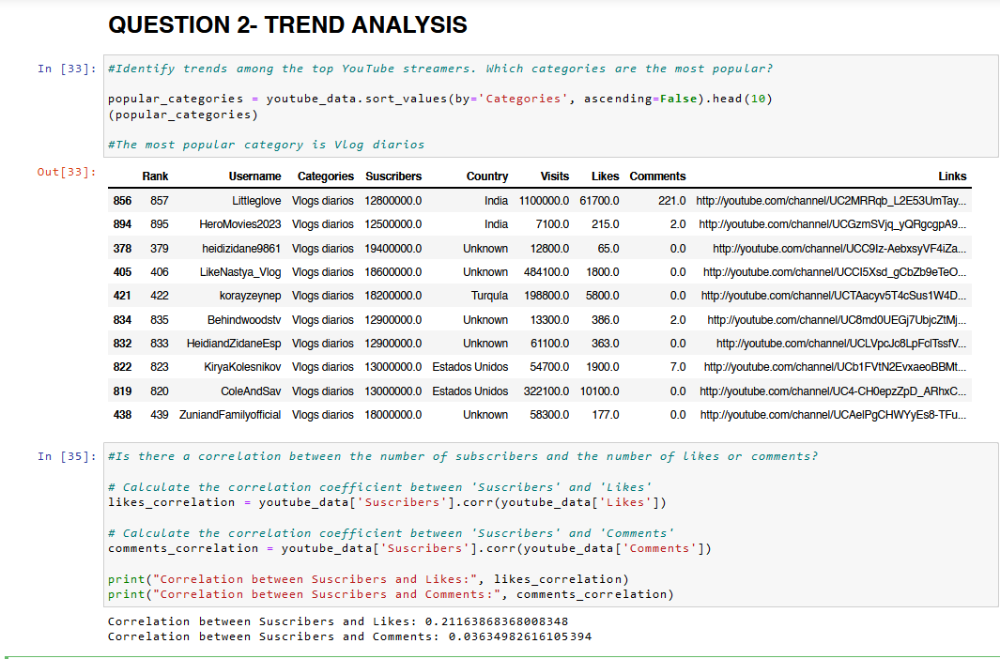 QUESTION 2- TREND ANALYSIS
In [33]: #Identify trends among the top YouTube streamers. Which categories are the most popular?
popular_categories = youtube_data.sort_values(by='Categories', ascending=False).head(10)
(popular_categories)
#The most popular category is Vlog diarios
Out[33]:
Rank Username Categories Suscribers Country Visits Likes Comments Links
856 857 Littleglove Vlogs diarios 12800000.0 India 1100000.0 61700.0 221.0 http://youtube.com/channel/UC2MRRqb_L2E53UmTay...
894 895 HeroMovies2023 Vlogs diarios 12500000.0 India 7100.0 215.0 2.0 http://youtube.com/channel/UCGzmSVjq_yQRgcgpA9...
378 379 heidizidane9861 Vlogs diarios 19400000.0 Unknown 12800.0 65.0 0.0 http://youtube.com/channel/UCC9Iz-AebxsyVF4iZa...
405 406 LikeNastya_Vlog Vlogs diarios 18600000.0 Unknown 484100.0 1800.0 0.0 http://youtube.com/channel/UCCI5Xsd_gCbZb9eTeO...
421 422 korayzeynep Vlogs diarios 18200000.0 Turquía 198800.0 5800.0 0.0 http://youtube.com/channel/UCTAacyv5T4cSus1W4D...
834 835 Behindwoodstv Vlogs diarios 12900000.0 Unknown 13300.0 386.0 2.0 http://youtube.com/channel/UC8md0UEGj7UbjcZtMj...
832 833 HeidiandZidaneEsp Vlogs diarios 12900000.0 Unknown 61100.0 363.0 0.0 http://youtube.com/channel/UCLVpcJc8LpFclTssfV...
822 823 KiryaKolesnikov Vlogs diarios 13000000.0 Estados Unidos 54700.0 1900.0 7.0 http://youtube.com/channel/UCb1FVtN2EvxaeoBBMt...
819 820 ColeAndSav Vlogs diarios 13000000.0 Estados Unidos 322100.0 10100.0 0.0 http://youtube.com/channel/UC4-CH0epzZpD_ARhxC...
438 439 ZuniandFamilyofficial Vlogs diarios 18000000.0 Unknown 58300.0 177.0 0.0 http://youtube.com/channel/UCAelPgCHWYyEs8-TFu...
In [35]: #Is there a correlation between the number of subscribers and the number of likes or comments?
# Calculate the correlation coefficient between 'Suscribers' and 'Likes'
likes_correlation = youtube_data['Suscribers'].corr(youtube_data['Likes'])
# Calculate the correlation coefficient between 'Suscribers' and 'Comments'
comments_correlation = youtube_data['Suscribers'].corr(youtube_data['Comments'])
print("Correlation between Suscribers and Likes:", likes_correlation)
print("Correlation between Suscribers and Comments:", comments_correlation)
Correlation between Suscribers and Likes: 0.21163868368008348
Correlation between Suscribers and Comments: 0.03634982616105394